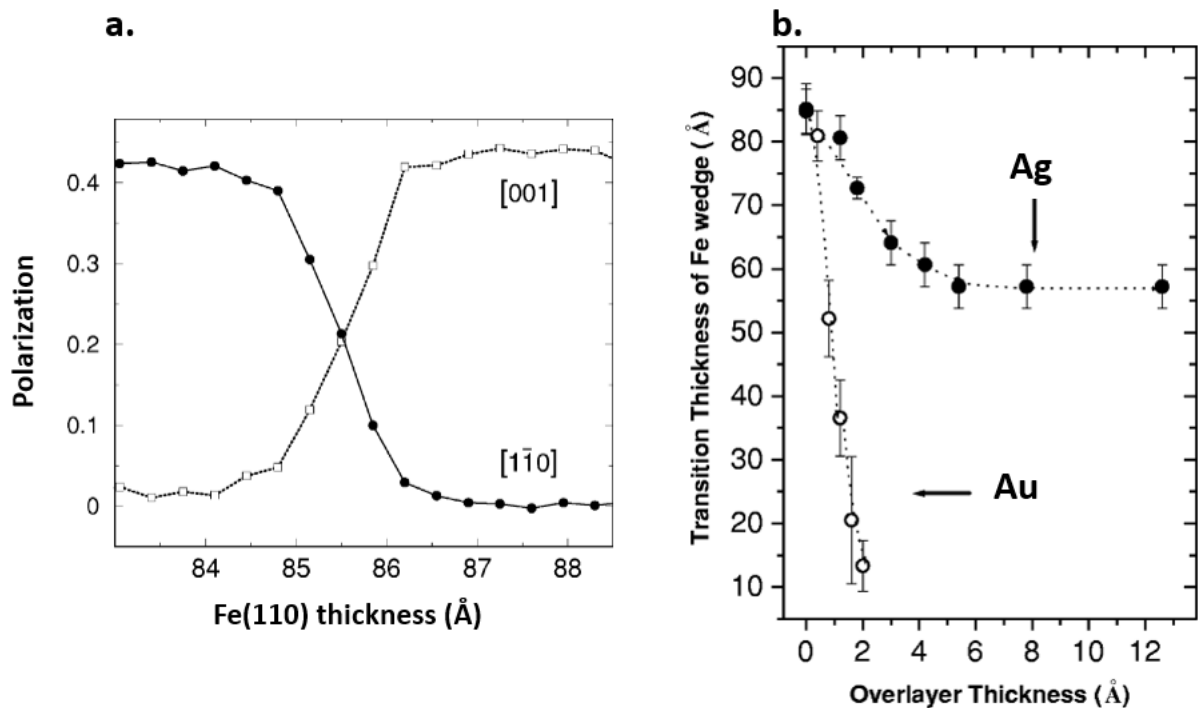 a.
Polarization
0.4
0.3
0.2
0.1
0
[001]
[11̄0]
84 85 86 87 88
Fe(110) thickness (Å)
b.
Transition Thickness of Fe wedge (Å)
90
80
70
60
50
40
30
20
10
Ag
Au
0 2 4 6 8 10 12
Overlayer Thickness (Å)